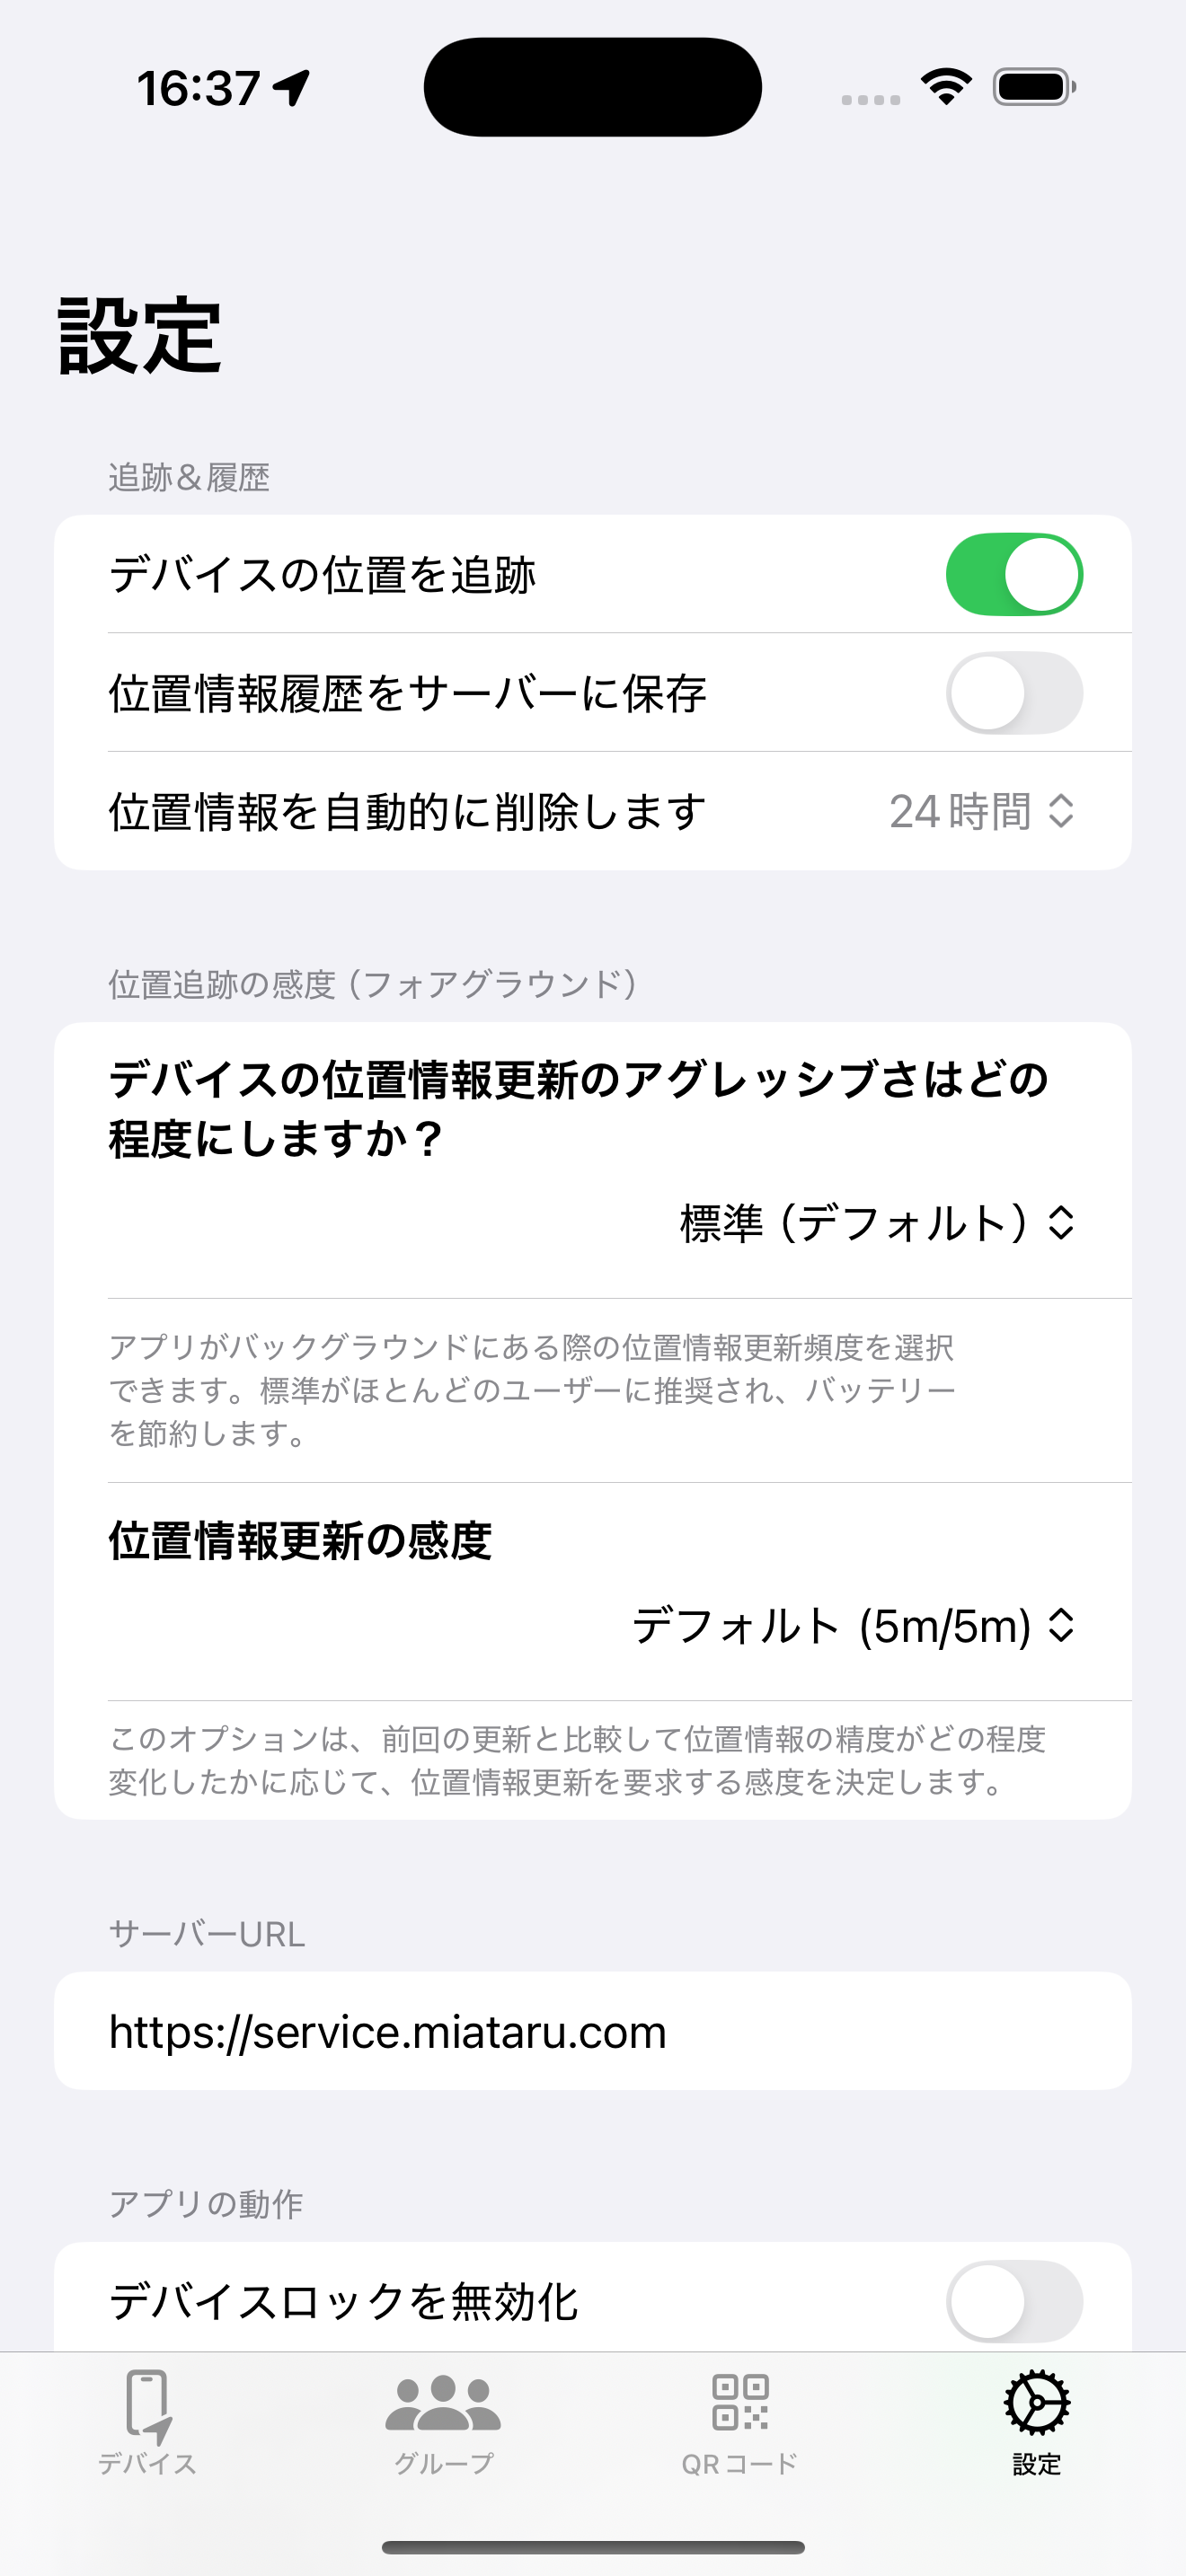 16:37
設定
追跡＆履歴
デバイスの位置を追跡
位置情報履歴をサーバーに保存
位置情報を自動的に削除します 24時間
位置追跡の感度（フォアグラウンド）
デバイスの位置情報更新のアグレッシブさはどの
程度にしますか？
標準（デフォルト）
アプリがバックグラウンドにある際の位置情報更新頻度を選択
できます。標準がほとんどのユーザーに推奨され、バッテリー
を節約します。
位置情報更新の感度
デフォルト (5m/5m)
このオプションは、前回の更新と比較して位置情報の精度がどの程度
変化したかに応じて、位置情報更新を要求する感度を決定します。
サーバーURL
https://service.miataru.com
アプリの動作
デバイスロックを無効化
デバイス グループ QRコード 設定